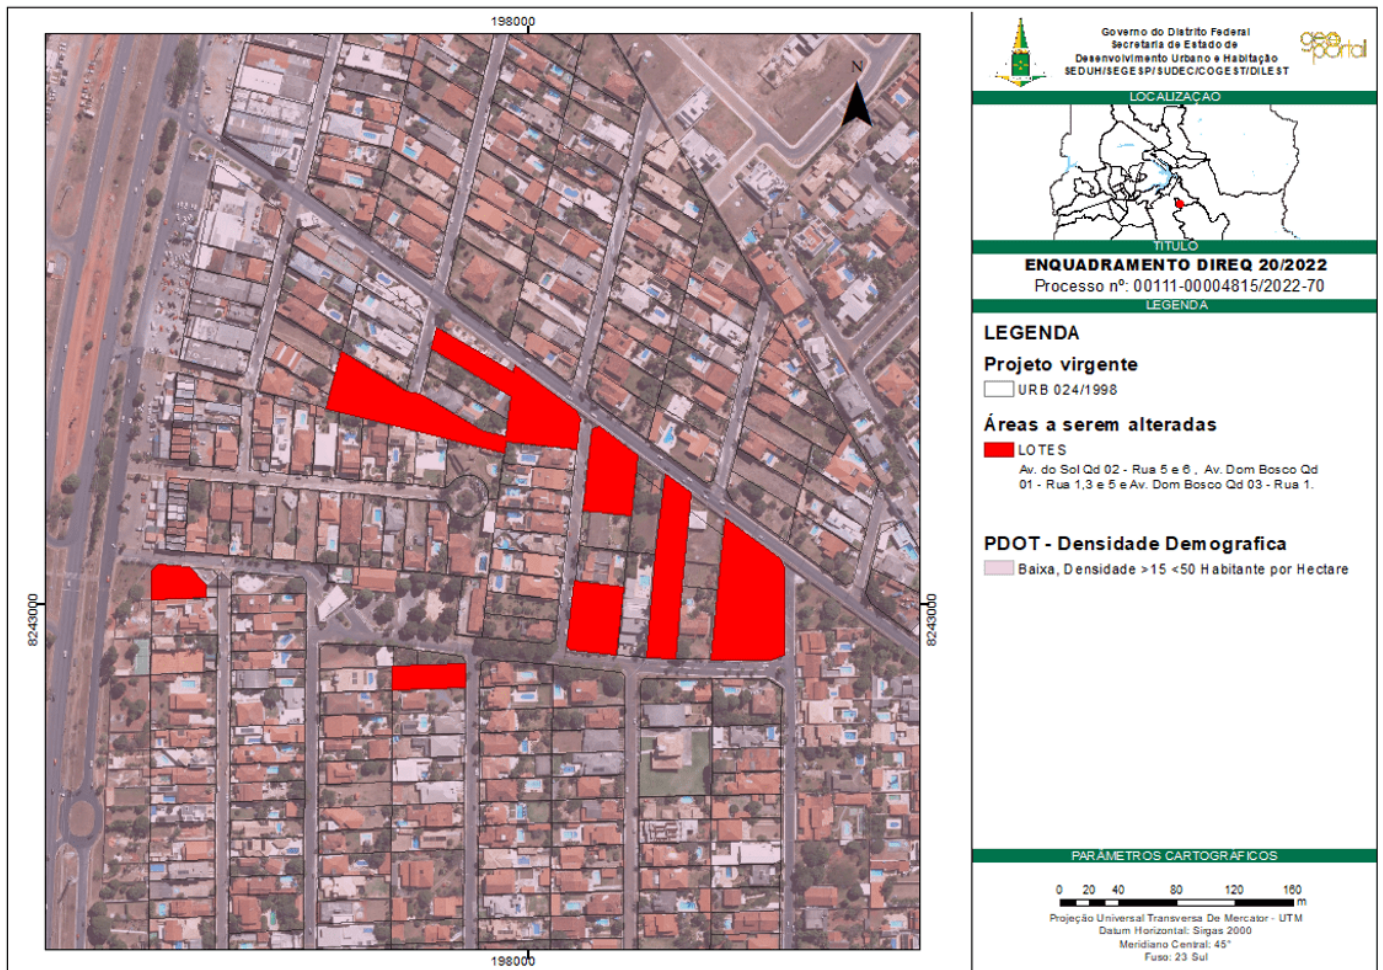 198000
8243000
N
8243000
198000
Governo do Distrito Federal
Secretaria de Estado de
Desenvolvimento Urbano e Habitação
SEDUH/SEGESP/SUDEC/COGEST/DILEST
geo
portal
LOCALIZAÇÃO
TITULO
ENQUADRAMENTO DIREQ 20/2022
Processo nº: 00111-00004815/2022-70
LEGENDA
LEGENDA
Projeto virgente
URB 024/1998
Áreas a serem alteradas
LOTES
Av. do Sol Qd 02 - Rua 5 e 6 , Av. Dom Bosco Qd
01 - Rua 1,3 e 5 e Av. Dom Bosco Qd 03 - Rua 1.
PDOT - Densidade Demografica
Baixa, Densidade >15 <50 Habitante por Hectare
PARÂMETROS CARTOGRÁFICOS
0 20 40 80 120 160
m
Projeção Universal Transversa De Mercator - UTM
Datum Horizontal: Sirgas 2000
Meridiano Central: 45°
Fuso: 23 Sul